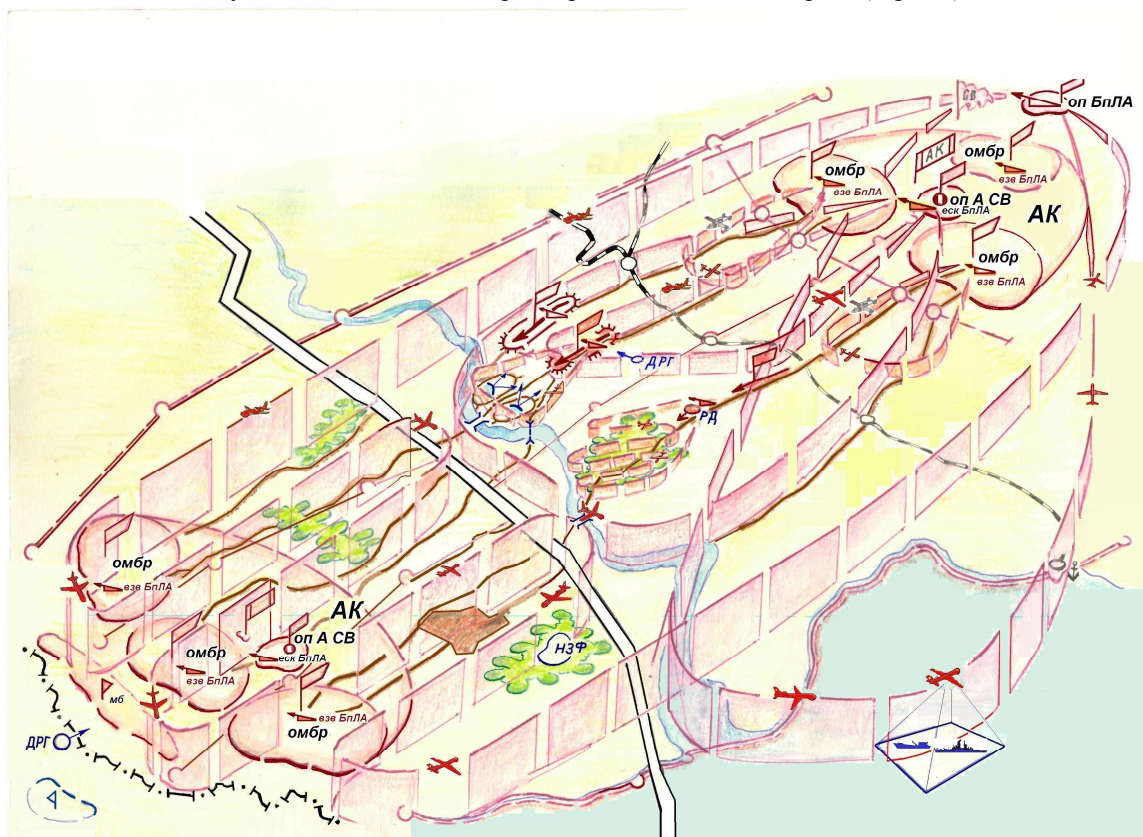 оп БпЛА
АК
омбр
взв БпЛА
омбр
взв БпЛА
оп А СВ
еск БпЛА
АК
омбр
взв БпЛА
ДРГ
РД
омбр
взв БпЛА
АК
оп А СВ
еск БпЛА
омбр
взв БпЛА
мб
взв БпЛА
омбр
НЗФ
ДРГ